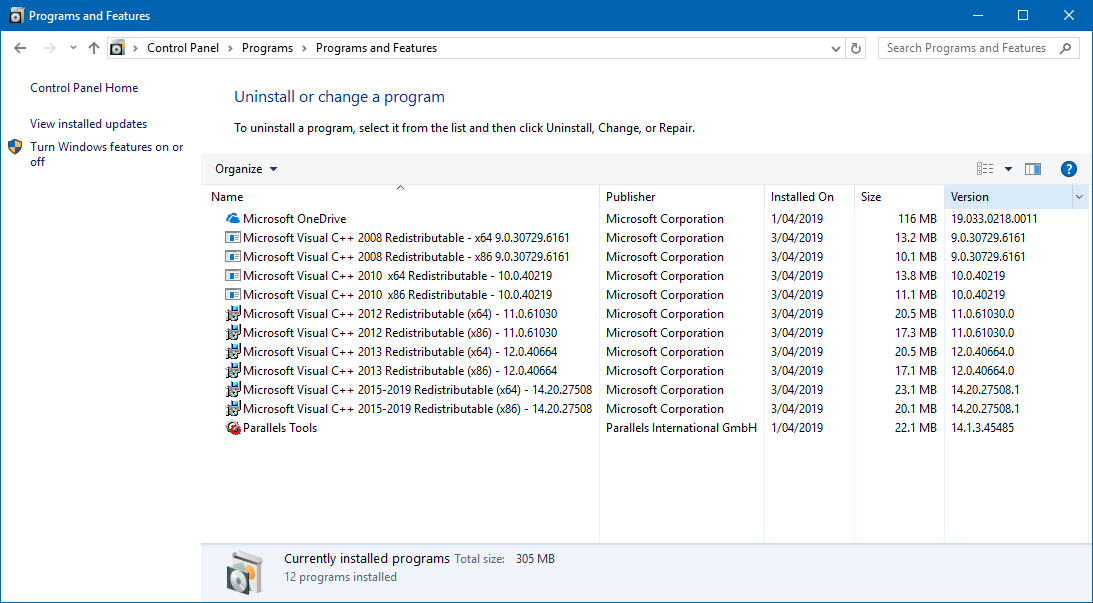 Programs and Features
Control Panel > Programs > Programs and Features
Search Programs and Features
Control Panel Home
View installed updates
Turn Windows features on or
off
Uninstall or change a program
To uninstall a program, select it from the list and then click Uninstall, Change, or Repair.
Organize
Name Publisher Installed On Size Version
Microsoft OneDrive Microsoft Corporation 1/04/2019 116 MB 19.033.0218.0011
Microsoft Visual C++ 2008 Redistributable - x64 9.0.30729.6161 Microsoft Corporation 3/04/2019 13.2 MB 9.0.30729.6161
Microsoft Visual C++ 2008 Redistributable - x86 9.0.30729.6161 Microsoft Corporation 3/04/2019 10.1 MB 9.0.30729.6161
Microsoft Visual C++ 2010  x64 Redistributable - 10.0.40219 Microsoft Corporation 3/04/2019 13.8 MB 10.0.40219
Microsoft Visual C++ 2010  x86 Redistributable - 10.0.40219 Microsoft Corporation 3/04/2019 11.1 MB 10.0.40219
Microsoft Visual C++ 2012 Redistributable (x64) - 11.0.61030 Microsoft Corporation 3/04/2019 20.5 MB 11.0.61030.0
Microsoft Visual C++ 2012 Redistributable (x86) - 11.0.61030 Microsoft Corporation 3/04/2019 17.3 MB 11.0.61030.0
Microsoft Visual C++ 2013 Redistributable (x64) - 12.0.40664 Microsoft Corporation 3/04/2019 20.5 MB 12.0.40664.0
Microsoft Visual C++ 2013 Redistributable (x86) - 12.0.40664 Microsoft Corporation 3/04/2019 17.1 MB 12.0.40664.0
Microsoft Visual C++ 2015-2019 Redistributable (x64) - 14.20.27508 Microsoft Corporation 3/04/2019 23.1 MB 14.20.27508.1
Microsoft Visual C++ 2015-2019 Redistributable (x86) - 14.20.27508 Microsoft Corporation 3/04/2019 20.1 MB 14.20.27508.1
Parallels Tools Parallels International GmbH 1/04/2019 22.1 MB 14.1.3.45485
Currently installed programs Total size: 305 MB
12 programs installed